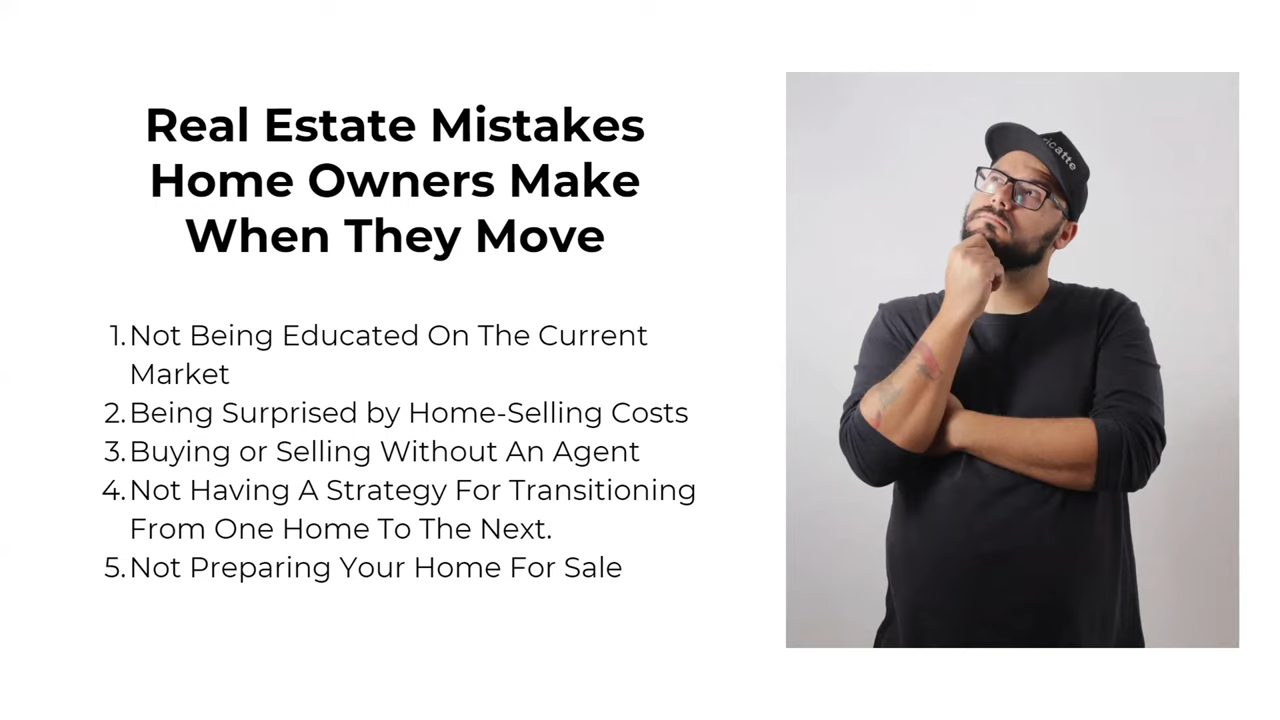 Real Estate Mistakes
Home Owners Make
When They Move
1. Not Being Educated On The Current
Market
2. Being Surprised by Home-Selling Costs
3. Buying or Selling Without An Agent
4. Not Having A Strategy For Transitioning
From One Home To The Next.
5. Not Preparing Your Home For Sale